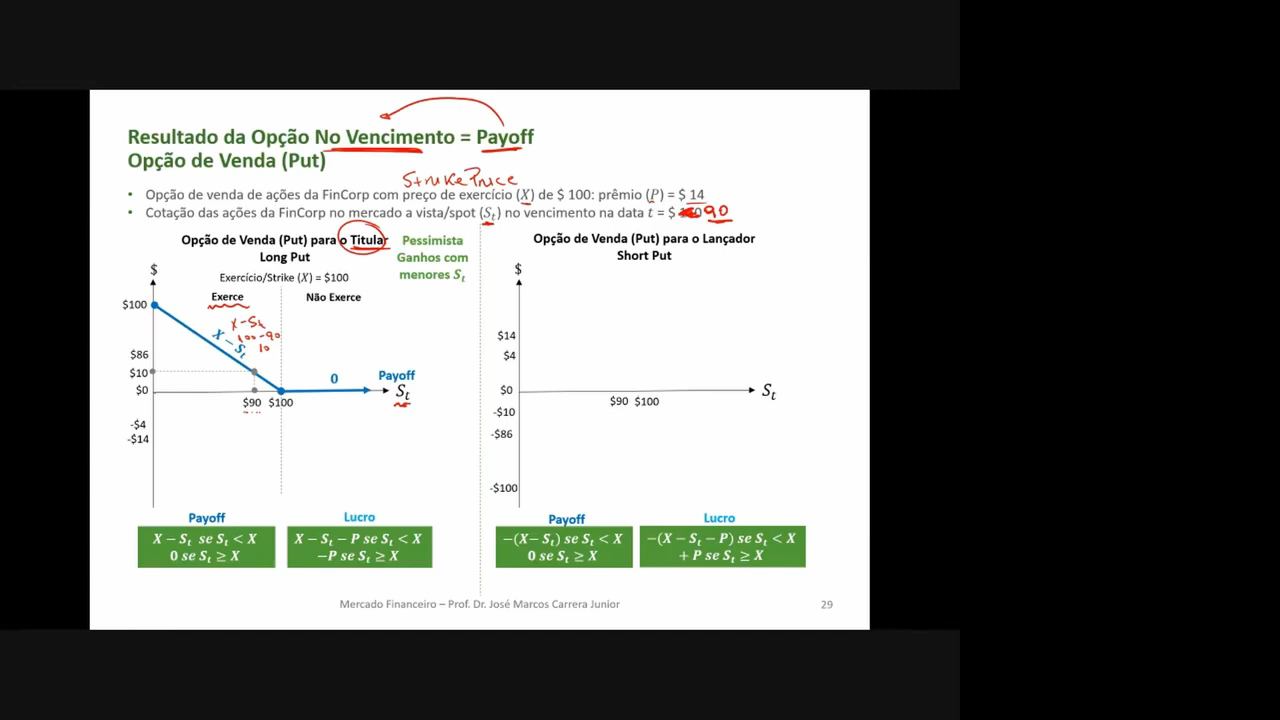 Resultado da Opção No Vencimento = Payoff
Opção de Venda (Put)
Strike Price
• Opção de venda de ações da FinCorp com preço de exercício (X) de $ 100: prêmio (P) = $ 14
• Cotação das ações da FinCorp no mercado a vista/spot (Sₜ) no vencimento na data t = $ 90
Opção de Venda (Put) para o Titular
Long Put
Pessimista
Ganhos com
menores Sₜ
Exercício/Strike (X) = $100
$
Exerce
Não Exerce
$100
X – Sₜ
X-St
100-90
10
$86
$10
$0
0
Payoff
Sₜ
$90 $100
-$4
-$14
Payoff
X – Sₜ se Sₜ < X
0 se Sₜ ≥ X
Lucro
X – Sₜ – P se Sₜ < X
–P se Sₜ ≥ X
Opção de Venda (Put) para o Lançador
Short Put
$
$14
$4
$0
Sₜ
$90 $100
-$10
-$86
-$100
Payoff
–(X– Sₜ) se Sₜ < X
0 se Sₜ ≥ X
Lucro
–(X – Sₜ – P) se Sₜ < X
+ P se Sₜ ≥ X
Mercado Financeiro – Prof. Dr. José Marcos Carrera Junior
29